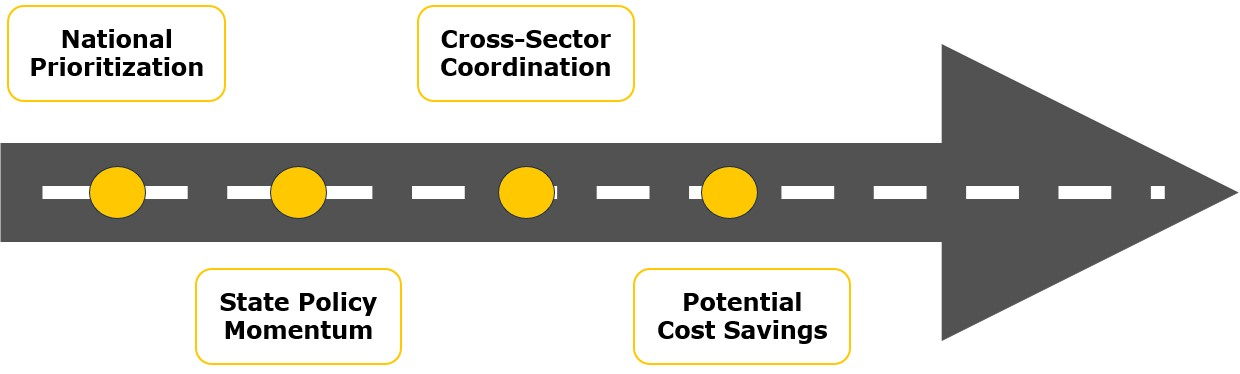 National
Prioritization
State Policy
Momentum
Cross-Sector
Coordination
Potential
Cost Savings